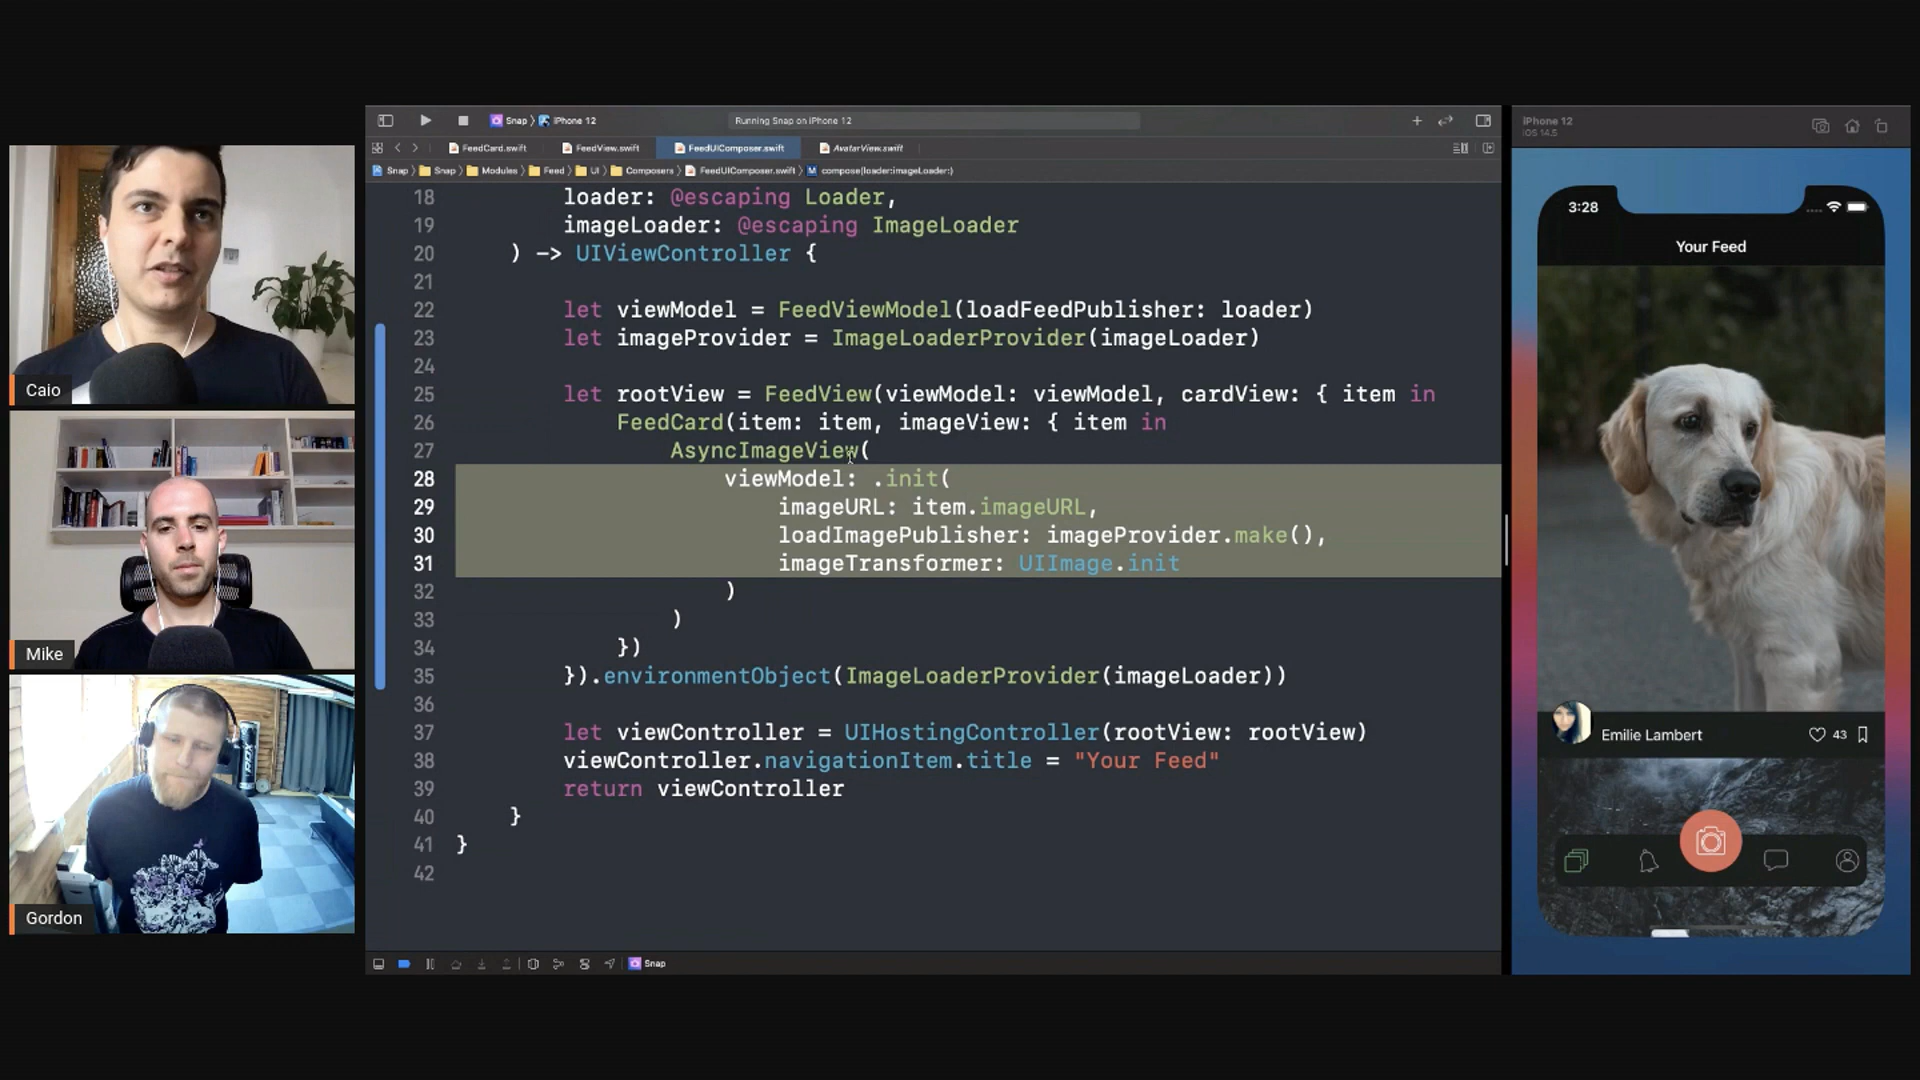 Caio
Mike
Gordon
Snap
iPhone 12
Running Snap on iPhone 12
FeedCard.swift
FeedView.swift
FeedUIComposer.swift
AvatarView.swift
Snap
Snap
Modules
Feed
UI
Composers
FeedUIComposer.swift
M
compose(loader:imageLoader:)
18 loader: @escaping Loader,
19 imageLoader: @escaping ImageLoader
20 ) -> UIViewController {
21
22 let viewModel = FeedViewModel(loadFeedPublisher: loader)
23 let imageProvider = ImageLoaderProvider(imageLoader)
24
25 let rootView = FeedView(viewModel: viewModel, cardView: { item in
26 FeedCard(item: item, imageView: { item in
27 AsyncImageView(
28 viewModel: .init(
29 imageURL: item.imageURL,
30 loadImagePublisher: imageProvider.make(),
31 imageTransformer: UIImage.init
32 )
33 )
34 })
35 }).environmentObject(ImageLoaderProvider(imageLoader))
36
37 let viewController = UIHostingController(rootView: rootView)
38 viewController.navigationItem.title = "Your Feed"
39 return viewController
40 }
41 }
42
Snap
iPhone 12
iOS 14.5
3:28
Your Feed
Emilie Lambert
43